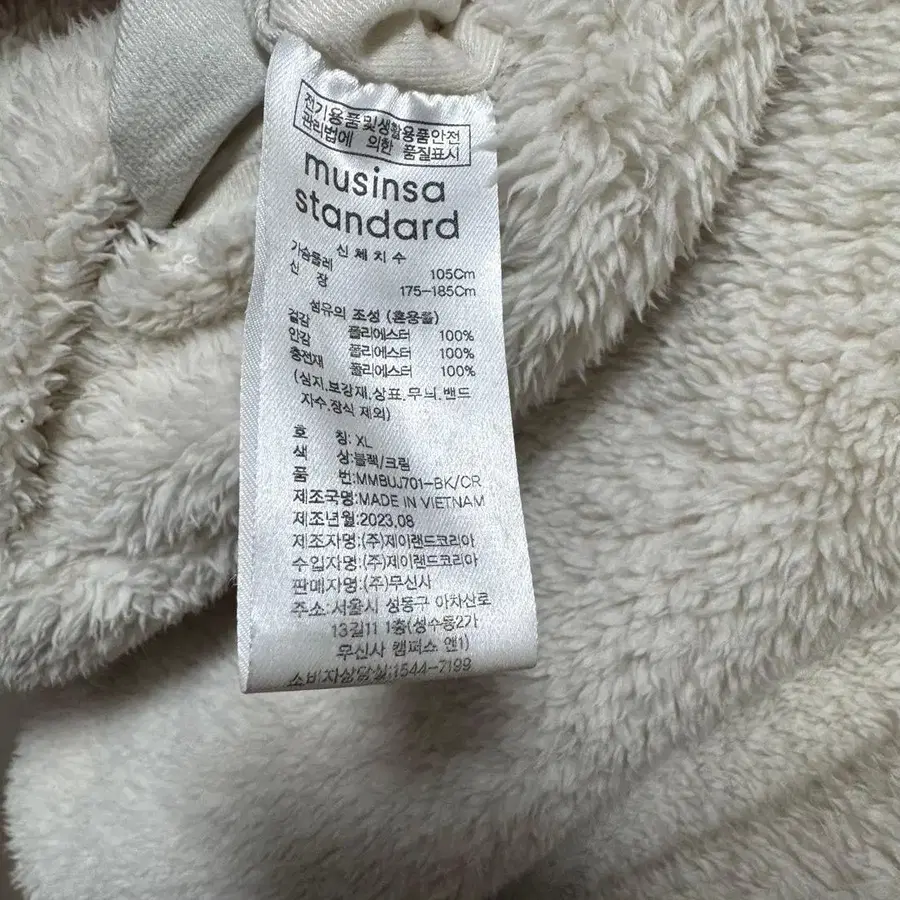 전기용품 및 생활용품안전
관리법에 의한 품질표시
musinsa
standard
신체치수
가슴둘레 105Cm
신 장 175-185Cm
섬유의 조성 (혼용률)
겉감 폴리에스터 100%
안감 폴리에스터 100%
충전재 폴리에스터 100%
(심지,보강재,상표,무늬,밴드
자수,장식 제외)
호 칭: XL
색 상:블랙/크림
품 번:MMBUJ701-BK/CR
제조국명:MADE IN VIETNAM
제조년월:2023.08
제조자명:(주)제이랜드코리아
수입자명:(주)제이랜드코리아
판매자명:(주)무신사
주소:서울시 성동구 아차산로
13길11 1층(성수동2가
무신사 캠퍼스 엔1)
소비자상담실:1544-7199